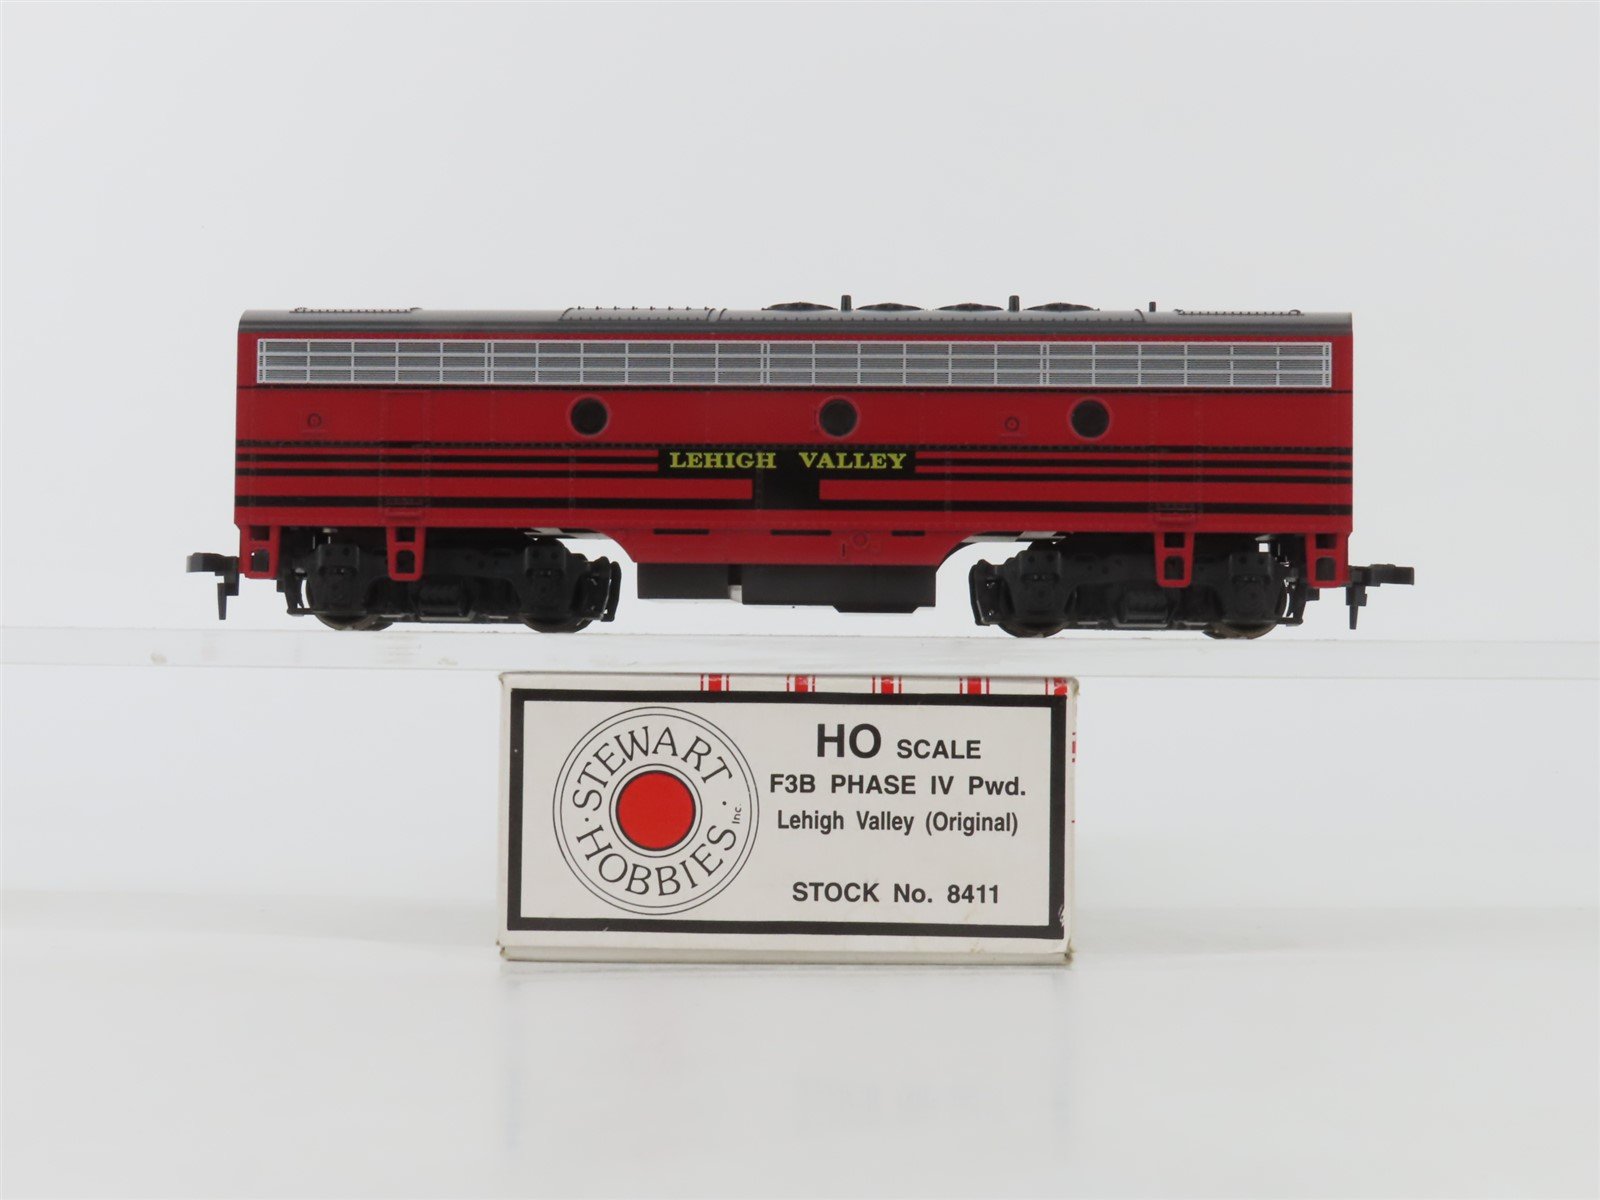 LEHIGH VALLEY
STEWART HOBBIES Inc.
HO SCALE
F3B PHASE IV Pwd.
Lehigh Valley (Original)
STOCK No. 8411